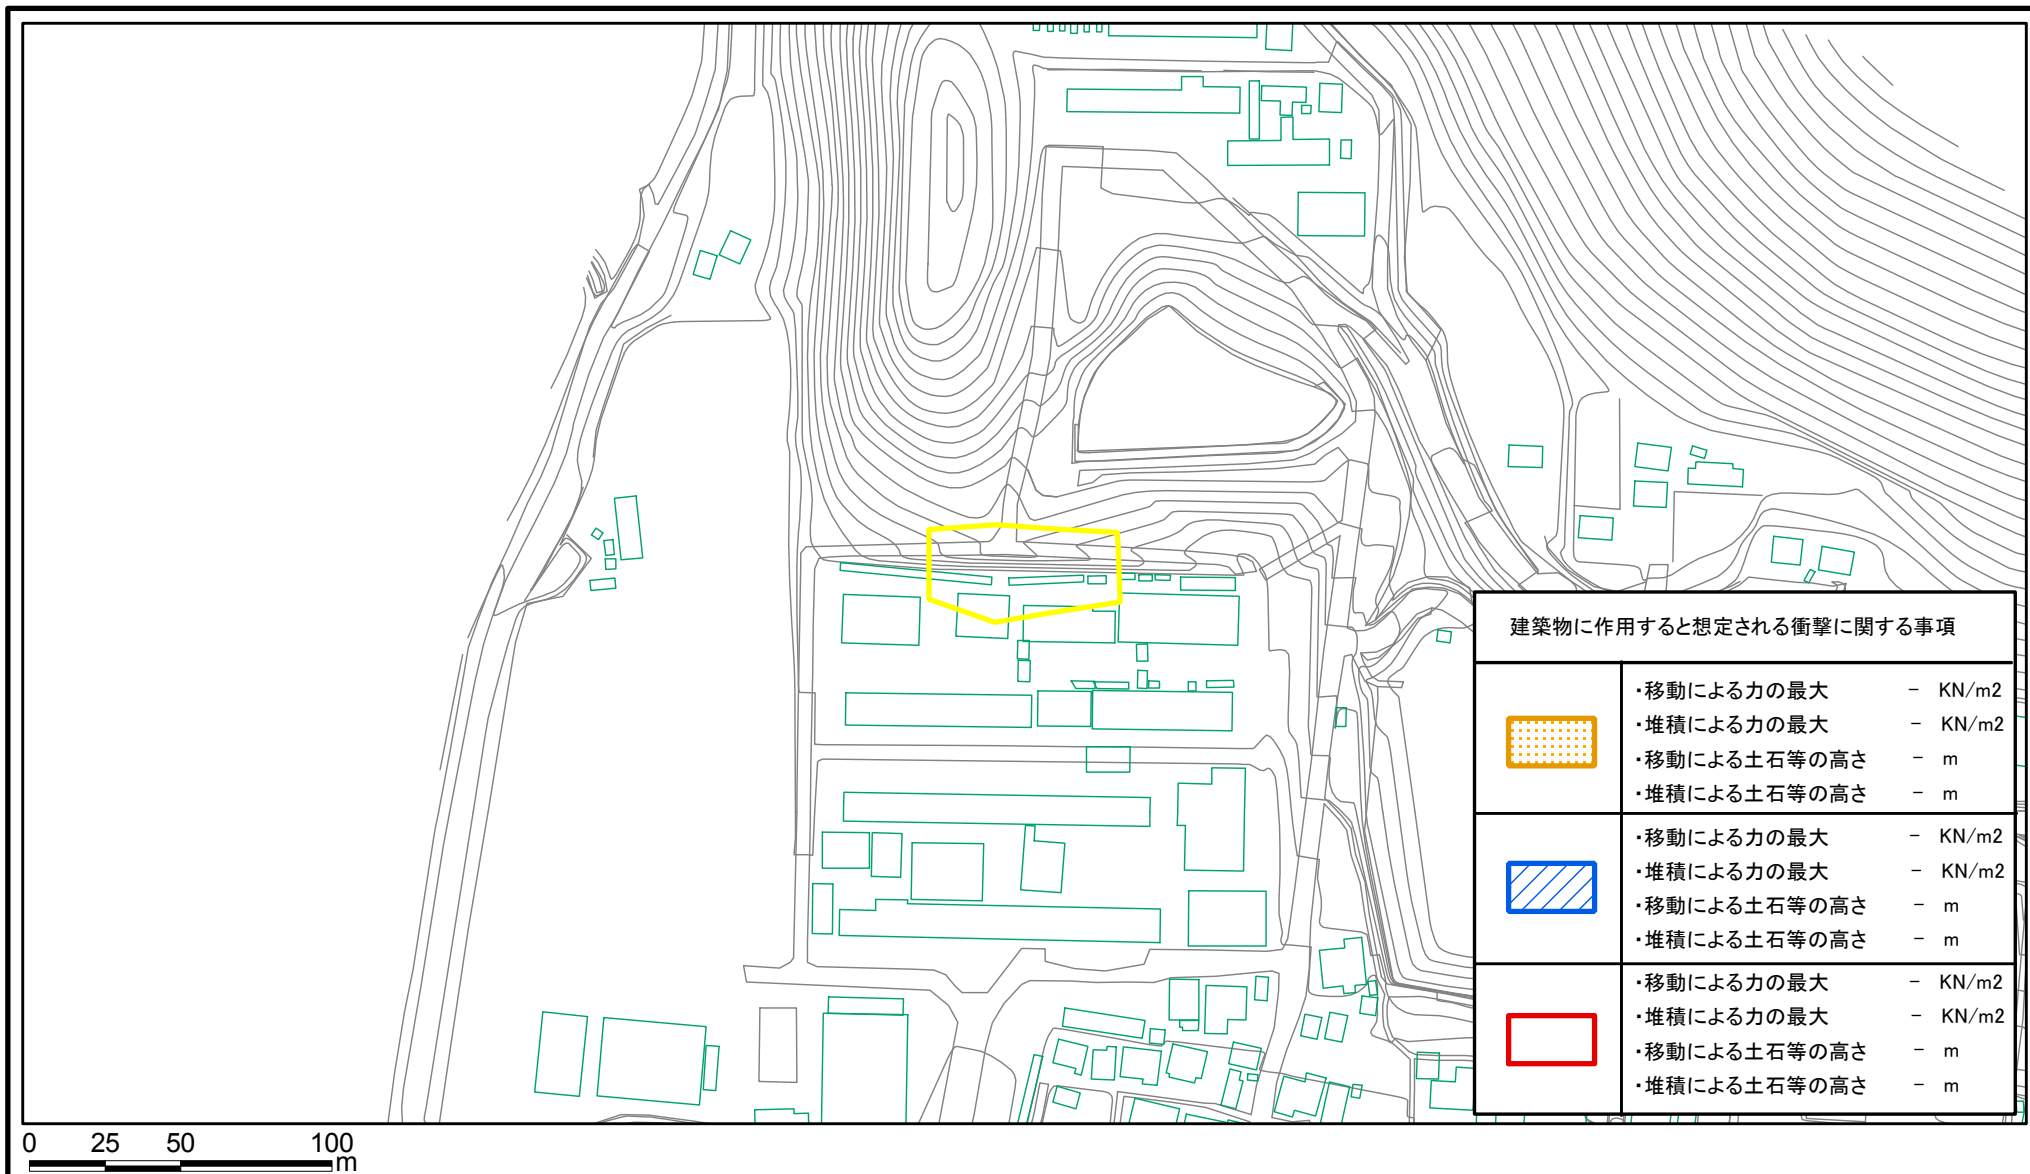 建築物に作用すると想定される衝撃に関する事項
・移動による力の最大 － KN/m2
・堆積による力の最大 － KN/m2
・移動による土石等の高さ － m
・堆積による土石等の高さ － m
・移動による力の最大 － KN/m2
・堆積による力の最大 － KN/m2
・移動による土石等の高さ － m
・堆積による土石等の高さ － m
・移動による力の最大 － KN/m2
・堆積による力の最大 － KN/m2
・移動による土石等の高さ － m
・堆積による土石等の高さ － m
0 25 50 100
m